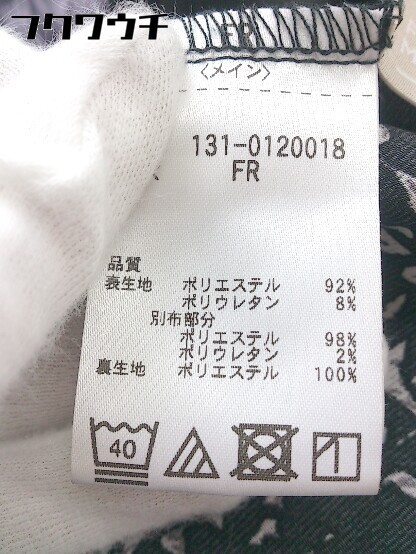 フクワウチ
FR
〈メイン〉
131-0120018
FR
品質
表生地 ポリエステル 92%
ポリウレタン 8%
別布部分
ポリエステル 98%
ポリウレタン 2%
裏生地 ポリエステル 100%
40